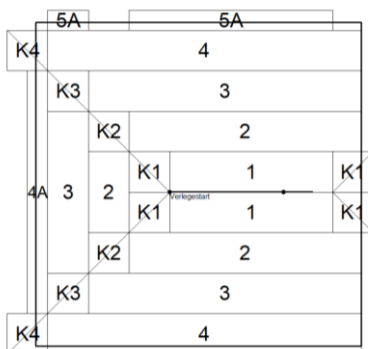 5A 5A
K4 4
K3 3
K2 2
K1 1 K1
4A 3 2
Verlegestart
K1 1 K1
K2 2
K3 3
K4 4